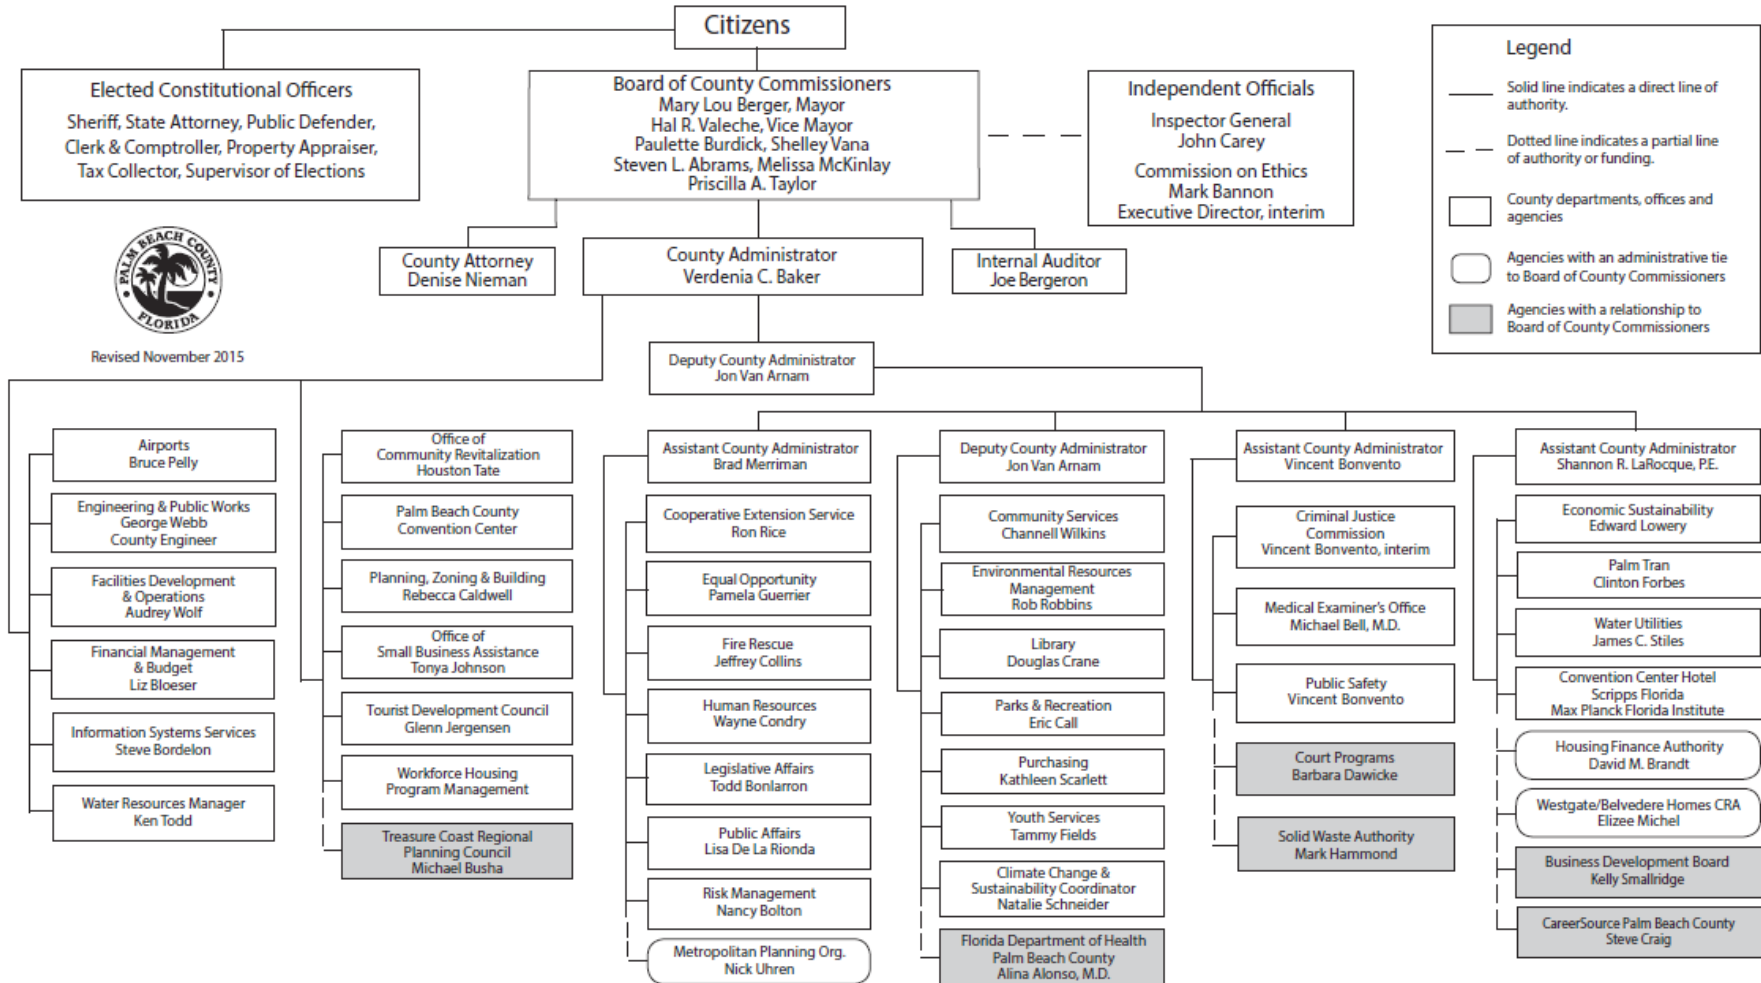 Citizens
Elected Constitutional Officers
Sheriff, State Attorney, Public Defender,
Clerk & Comptroller, Property Appraiser,
Tax Collector, Supervisor of Elections
Board of County Commissioners
Mary Lou Berger, Mayor
Hal R. Valeche, Vice Mayor
Paulette Burdick, Shelley Vana
Steven L. Abrams, Melissa McKinlay
Priscilla A. Taylor
Independent Officials
Inspector General
John Carey
Commission on Ethics
Mark Bannon
Executive Director, interim
Legend
Solid line indicates a direct line of
authority.
Dotted line indicates a partial line
of authority or funding.
County departments, offices and
agencies
Agencies with an administrative tie
to Board of County Commissioners
Agencies with a relationship to
Board of County Commissioners
PALM BEACH COUNTY
FLORIDA
Revised November 2015
County Attorney
Denise Nieman
County Administrator
Verdenia C. Baker
Internal Auditor
Joe Bergeron
Deputy County Administrator
Jon Van Arnam
Airports
Bruce Pelly
Engineering & Public Works
George Webb
County Engineer
Facilities Development
& Operations
Audrey Wolf
Financial Management
& Budget
Liz Bloeser
Information Systems Services
Steve Bordelon
Water Resources Manager
Ken Todd
Office of
Community Revitalization
Houston Tate
Palm Beach County
Convention Center
Planning, Zoning & Building
Rebecca Caldwell
Office of
Small Business Assistance
Tonya Johnson
Tourist Development Council
Glenn Jergensen
Workforce Housing
Program Management
Treasure Coast Regional
Planning Council
Michael Busha
Assistant County Administrator
Brad Merriman
Cooperative Extension Service
Ron Rice
Equal Opportunity
Pamela Guerrier
Fire Rescue
Jeffrey Collins
Human Resources
Wayne Condry
Legislative Affairs
Todd Bonlarron
Public Affairs
Lisa De La Rionda
Risk Management
Nancy Bolton
Metropolitan Planning Org.
Nick Uhren
Deputy County Administrator
Jon Van Arnam
Community Services
Channell Wilkins
Environmental Resources
Management
Rob Robbins
Library
Douglas Crane
Parks & Recreation
Eric Call
Purchasing
Kathleen Scarlett
Youth Services
Tammy Fields
Climate Change &
Sustainability Coordinator
Natalie Schneider
Florida Department of Health
Palm Beach County
Alina Alonso, M.D.
Assistant County Administrator
Vincent Bonvento
Criminal Justice
Commission
Vincent Bonvento, interim
Medical Examiner's Office
Michael Bell, M.D.
Public Safety
Vincent Bonvento
Court Programs
Barbara Dawicke
Solid Waste Authority
Mark Hammond
Assistant County Administrator
Shannon R. LaRocque, P.E.
Economic Sustainability
Edward Lowery
Palm Tran
Clinton Forbes
Water Utilities
James C. Stiles
Convention Center Hotel
Scripps Florida
Max Planck Florida Institute
Housing Finance Authority
David M. Brandt
Westgate/Belvedere Homes CRA
Elizee Michel
Business Development Board
Kelly Smallridge
CareerSource Palm Beach County
Steve Craig